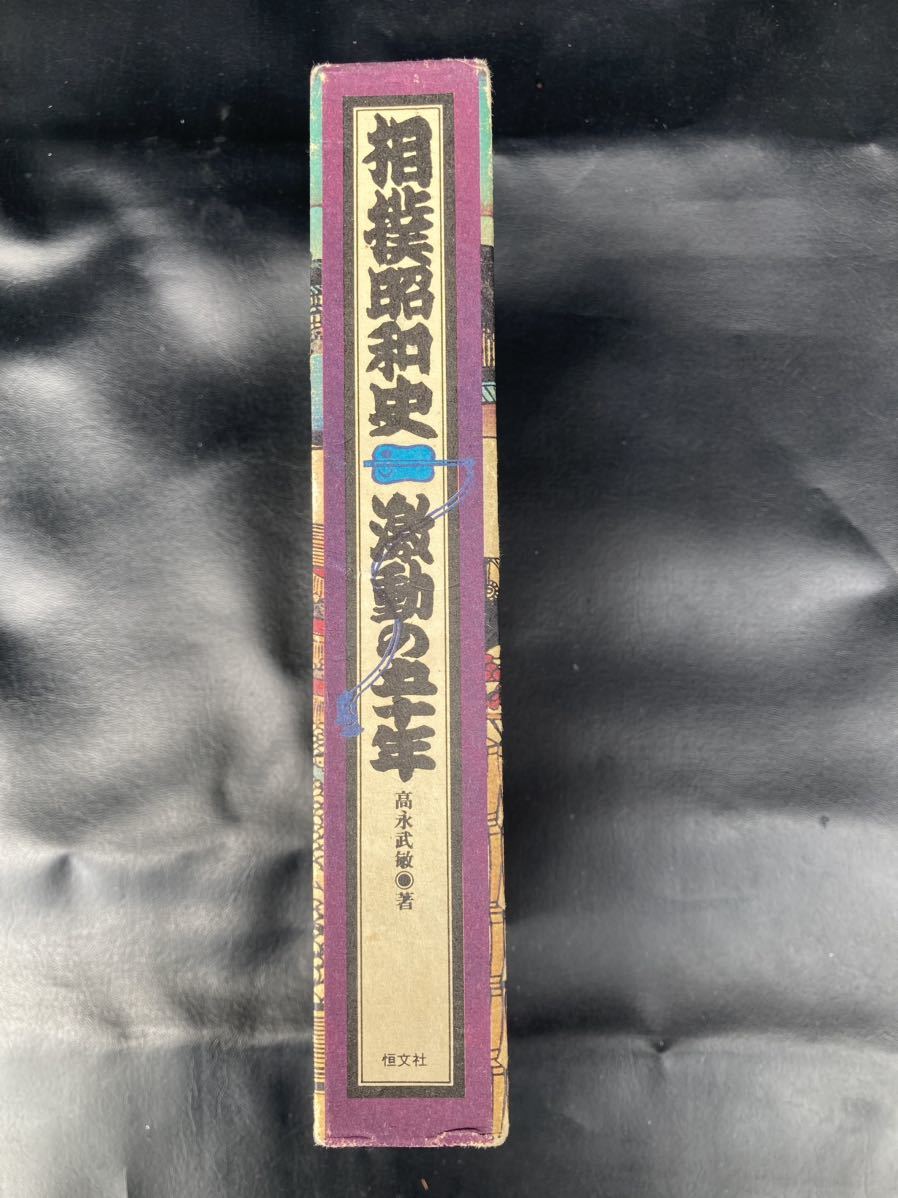 相撲昭和史
激動の五十年
高永武敏◉著
恒文社